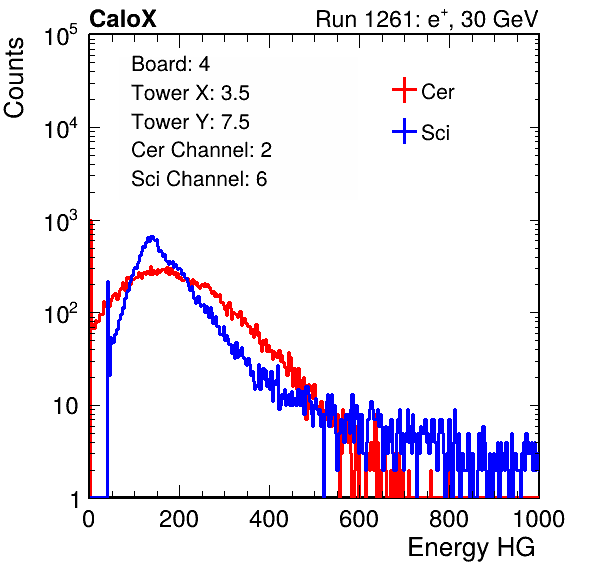 CaloX Run 1261: e⁺, 30 GeV
Counts
Board: 4
Tower X: 3.5
Tower Y: 7.5
Cer Channel: 2
Sci Channel: 6
Cer
Sci
10⁵
10⁴
10³
10²
10
1
0 200 400 600 800 1000
Energy HG